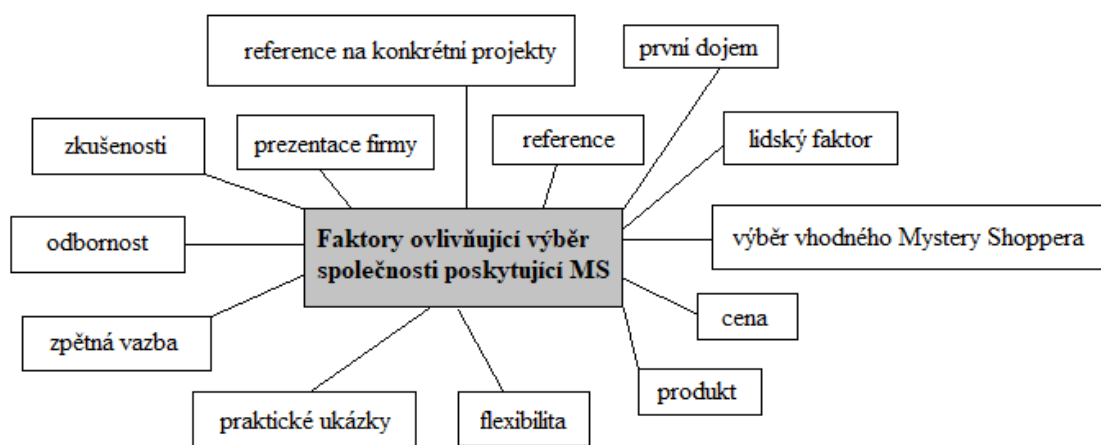 reference na konkrétní projekty
první dojem
zkušenosti
prezentace firmy
reference
lidský faktor
odbornost
Faktory ovlivňující výběr
společnosti poskytující MS
výběr vhodného Mystery Shoppera
zpětná vazba
cena
praktické ukázky
flexibilita
produkt